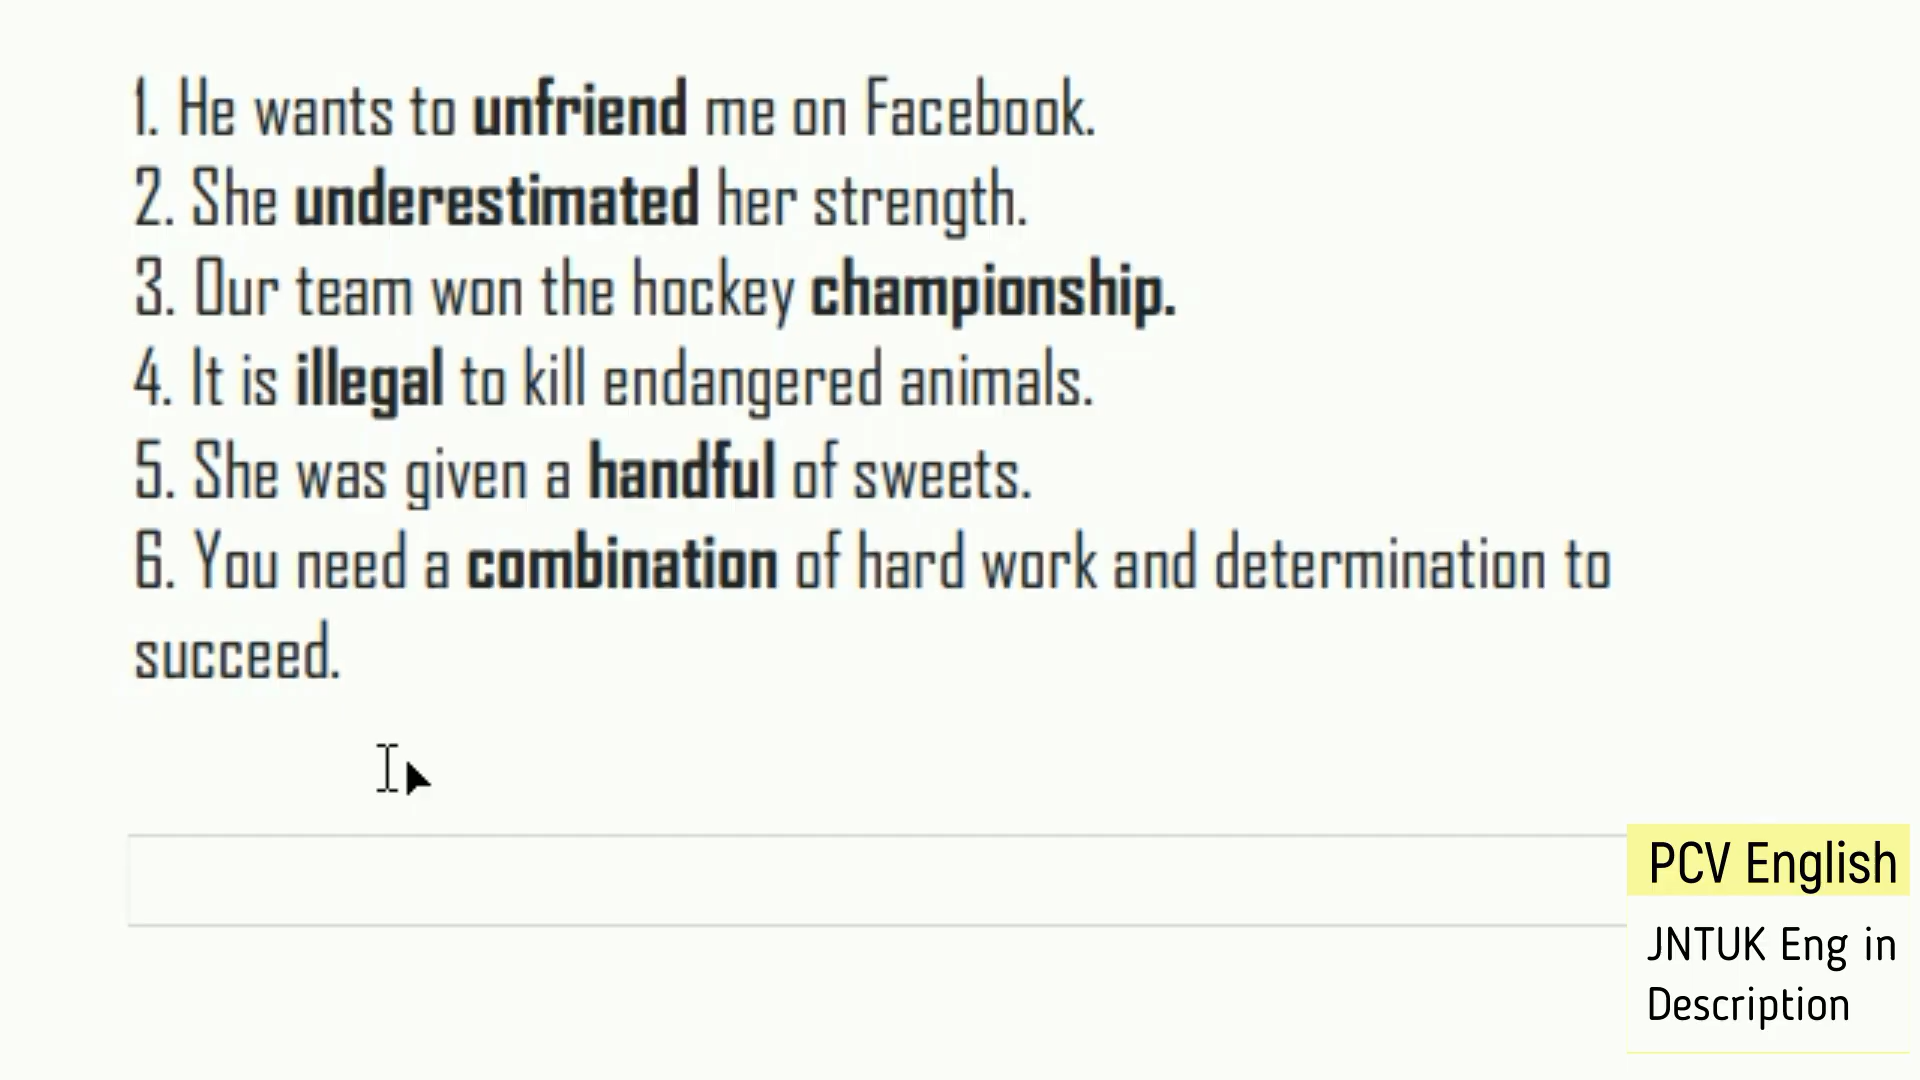 1. He wants to unfriend me on Facebook.
2. She underestimated her strength.
3. Our team won the hockey championship.
4. It is illegal to kill endangered animals.
5. She was given a handful of sweets.
6. You need a combination of hard work and determination to
succeed.
PCV English
JNTUK Eng in
Description